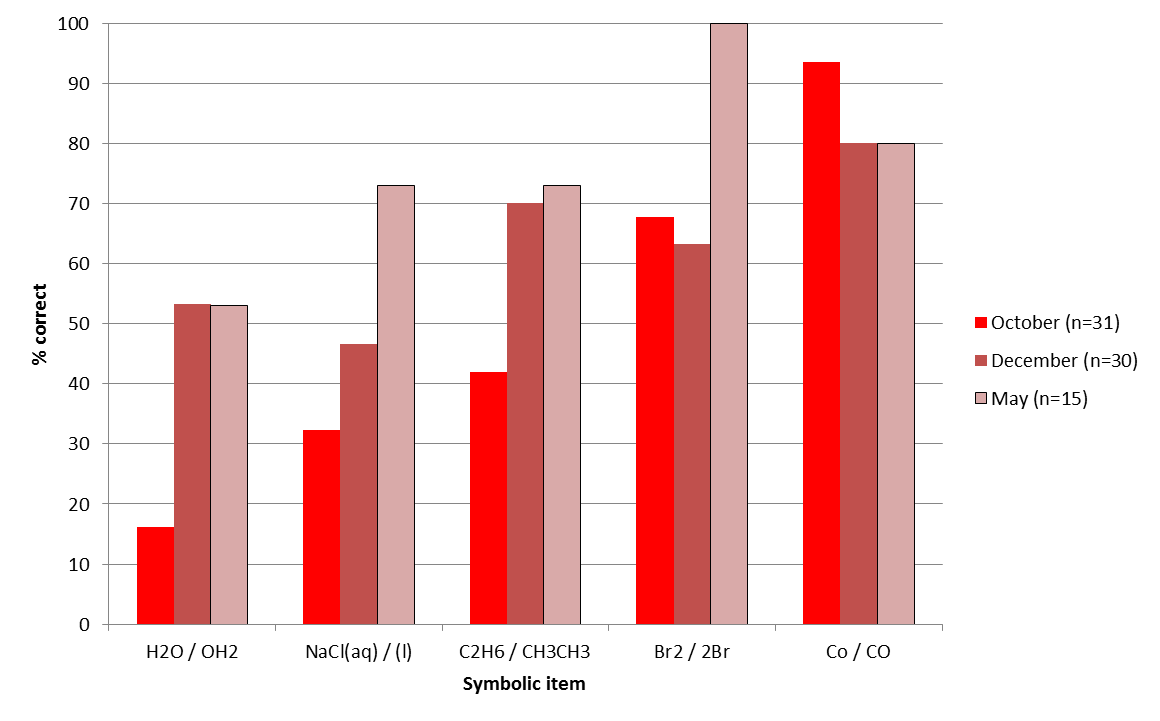 100
90
80
70
60
50
40
30
20
10
0
% correct
H2O / OH2
NaCl(aq) / (l)
C2H6 / CH3CH3
Br2 / 2Br
Co / CO
Symbolic item
October (n=31)
December (n=30)
May (n=15)